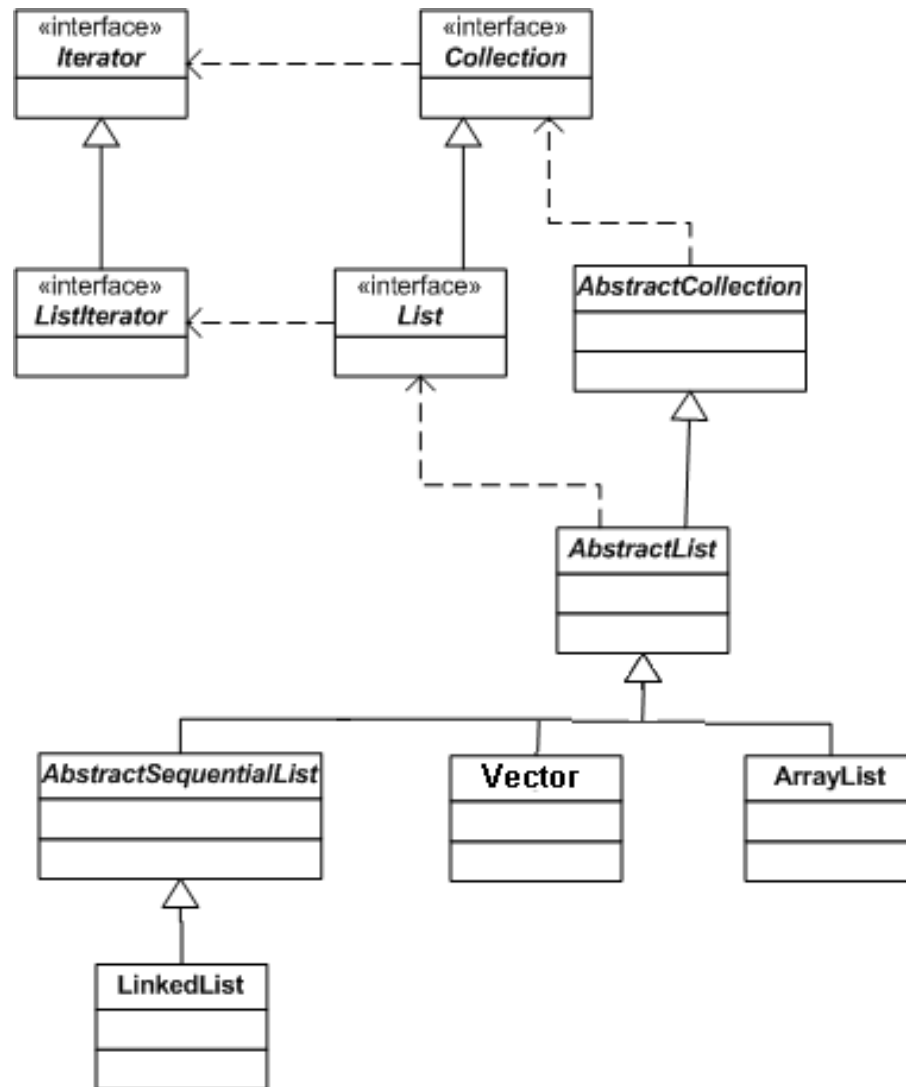 «interface»
Iterator
«interface»
Collection
«interface»
ListIterator
«interface»
List
AbstractCollection
AbstractList
AbstractSequentialList
Vector
ArrayList
LinkedList